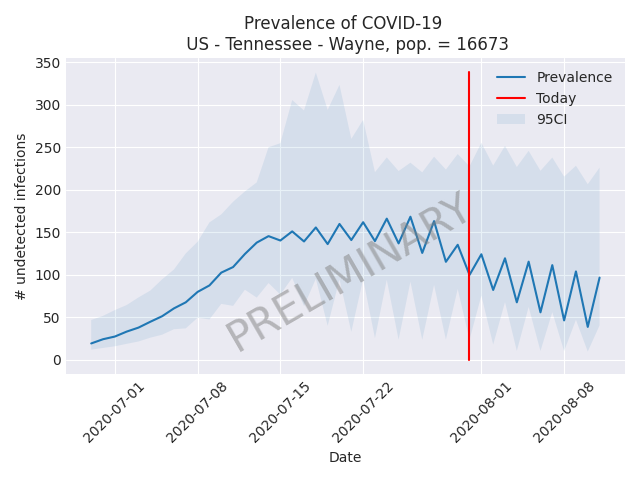 Prevalence of COVID-19
US - Tennessee - Wayne, pop. = 16673
# undetected infections
350
300
250
200
150
100
50
0
Prevalence
Today
95CI
PRELIMINARY
2020-07-01
2020-07-08
2020-07-15
2020-07-22
2020-08-01
2020-08-08
Date